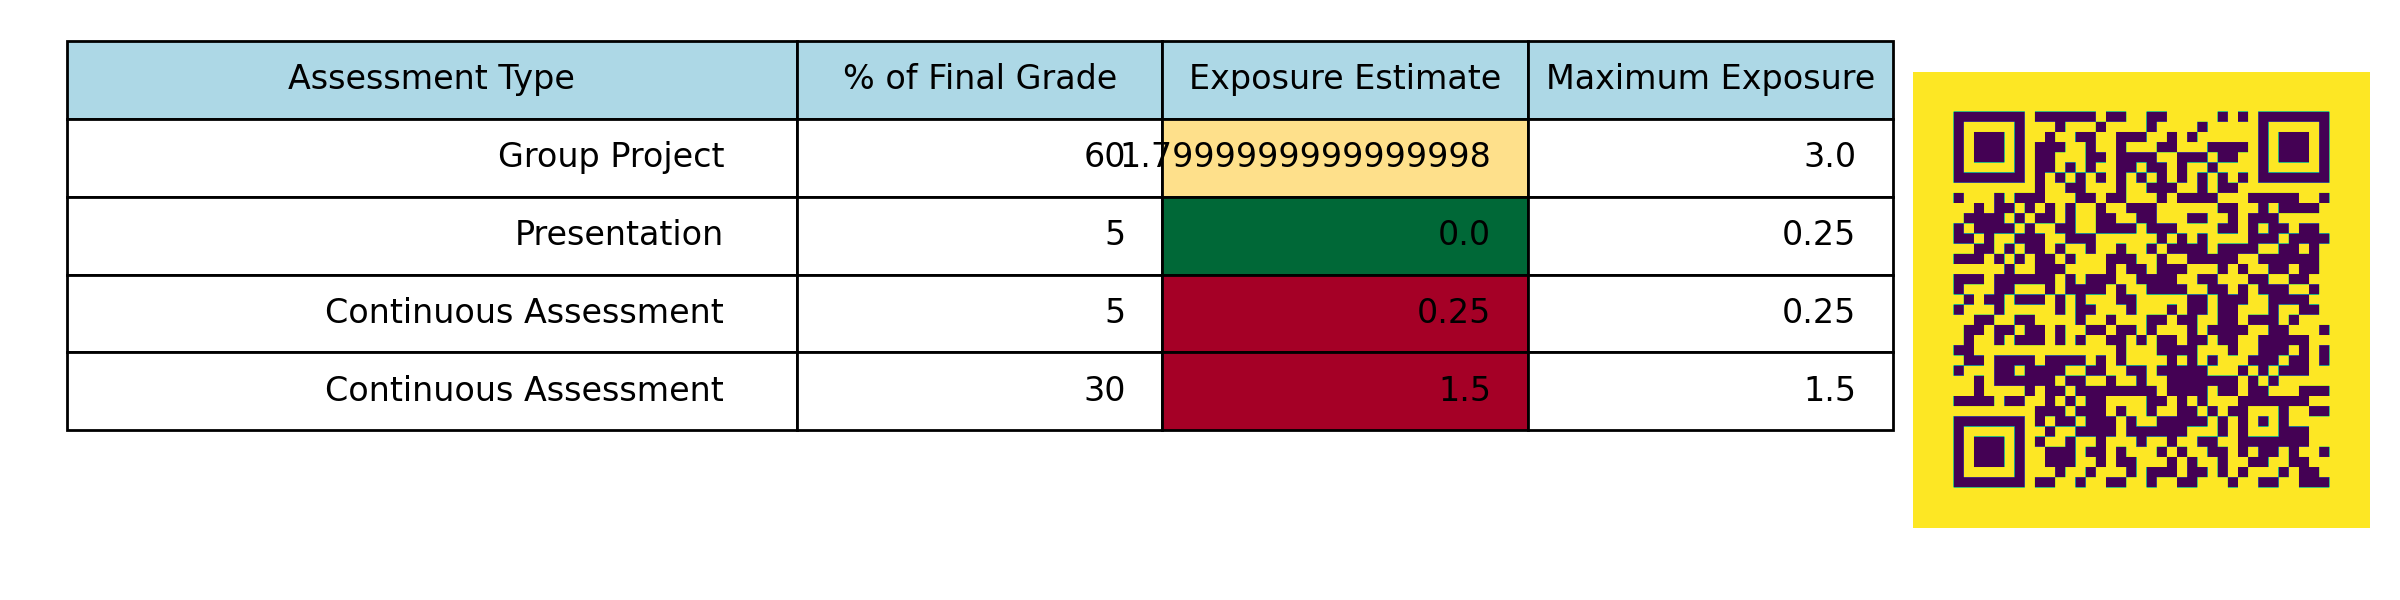 Assessment Type % of Final Grade Exposure Estimate Maximum Exposure
Group Project 60 1.7999999999999998 3.0
Presentation 5 0.0 0.25
Continuous Assessment 5 0.25 0.25
Continuous Assessment 30 1.5 1.5